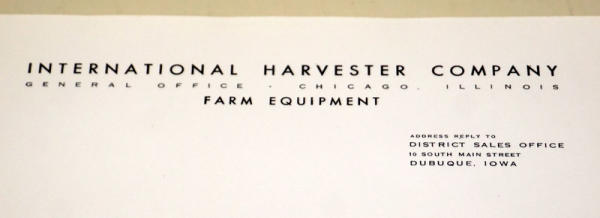 INTERNATIONAL HARVESTER COMPANY
GENERAL OFFICE · CHICAGO, ILLINOIS
FARM EQUIPMENT
ADDRESS REPLY TO
DISTRICT SALES OFFICE
10 SOUTH MAIN STREET
DUBUQUE, IOWA